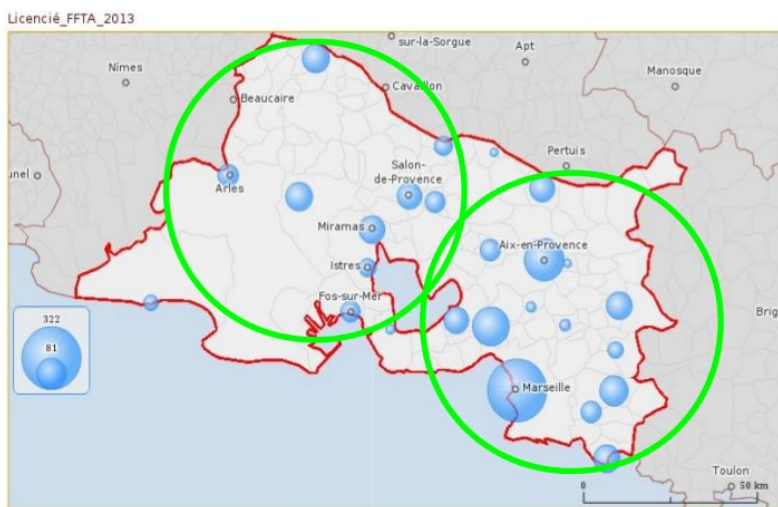 Licencié_FFTA_2013
sur-la-Sorgue
Apt
Nîmes
Manosque
Cavaillon
Beaucaire
Pertuis
unel
Arles
Salon-
de-Provence
Miramas
Aix-en-Provence
Istres
Fos-sur-Mer
Brig
322
81
Marseille
Toulon
0
50 km